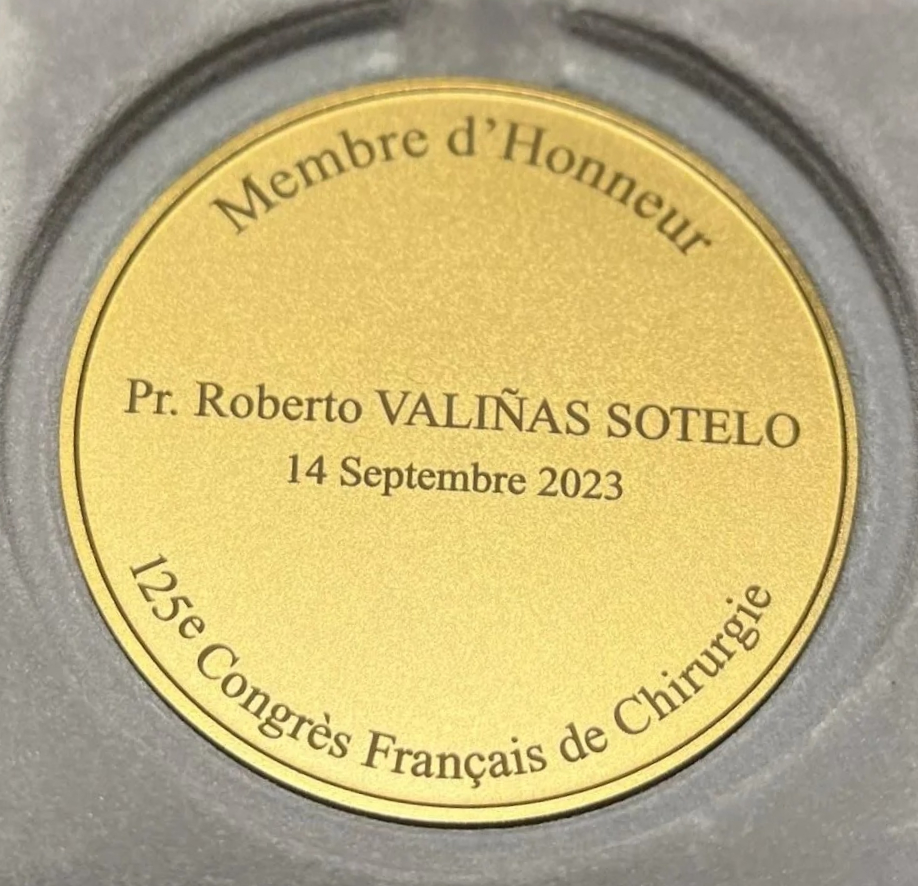 Membre d'Honneur
Pr. Roberto VALIÑAS SOTELO
14 Septembre 2023
125e Congrès Français de Chirurgie